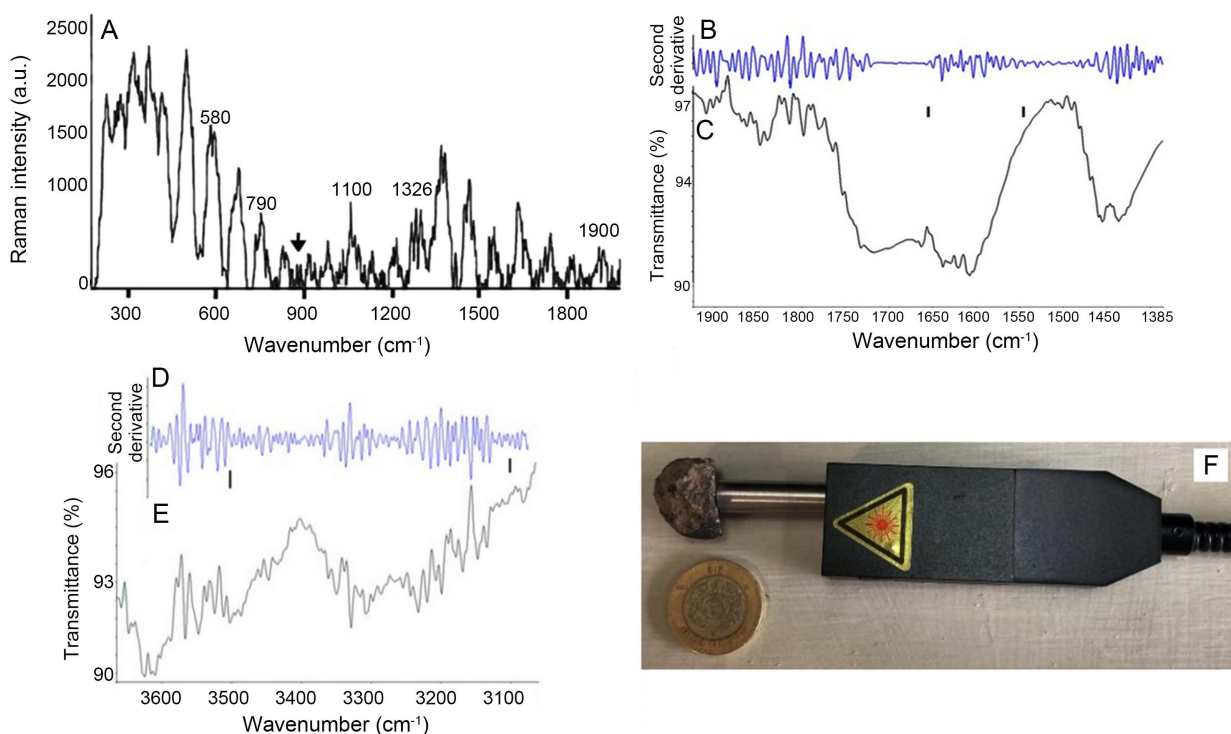 A
2500
2000
1500
1000
0
Raman intensity (a.u.)
580
790
1100
1326
1900
300
600
900
1200
1500
1800
Wavenumber (cm-1)
B
Second
derivative
C
97
94
90
Transmittance (%)
1900
1850
1800
1750
1700
1650
1600
1550
1500
1450
1385
Wavenumber (cm-1)
D
Second
derivative
E
96
93
90
Transmittance (%)
3600
3500
3400
3300
3200
3100
Wavenumber (cm-1)
F